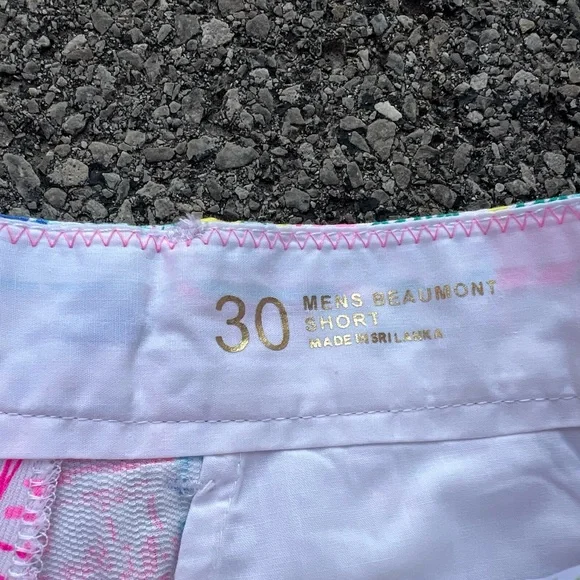 30
MENS BEAUMONT
SHORT
MADE IN SRI LANKA